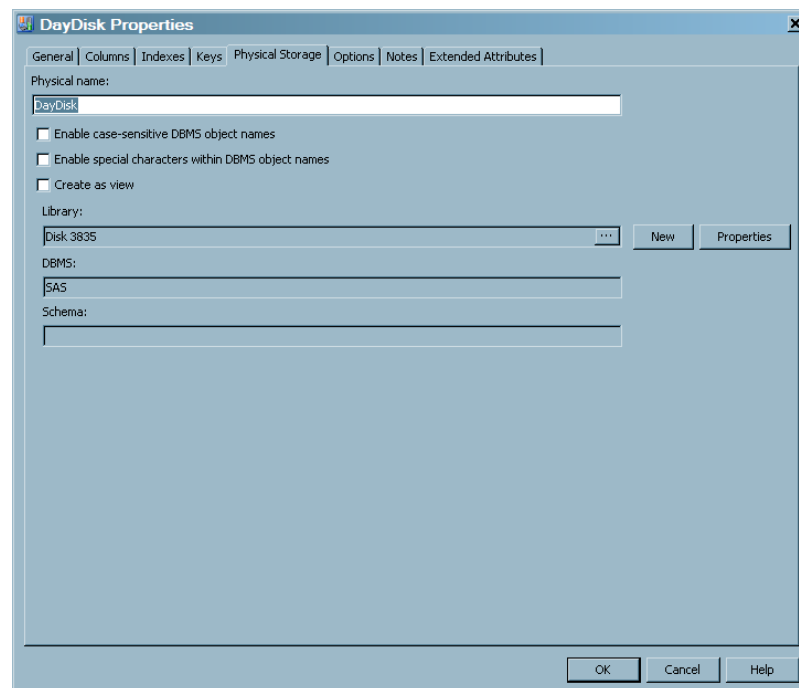 DayDisk Properties
General Columns Indexes Keys Physical Storage Options Notes Extended Attributes
Physical name:
DayDisk
Enable case-sensitive DBMS object names
Enable special characters within DBMS object names
Create as view
Library:
Disk 3835 ... New Properties
DBMS:
SAS
Schema:
OK Cancel Help